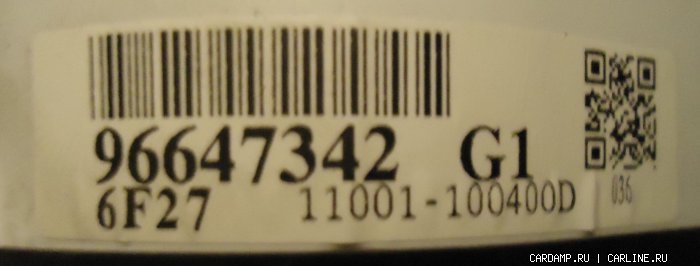 96647342 G1
6F27 11001-100400D
036
CARDAMP.RU | CARLINE.RU